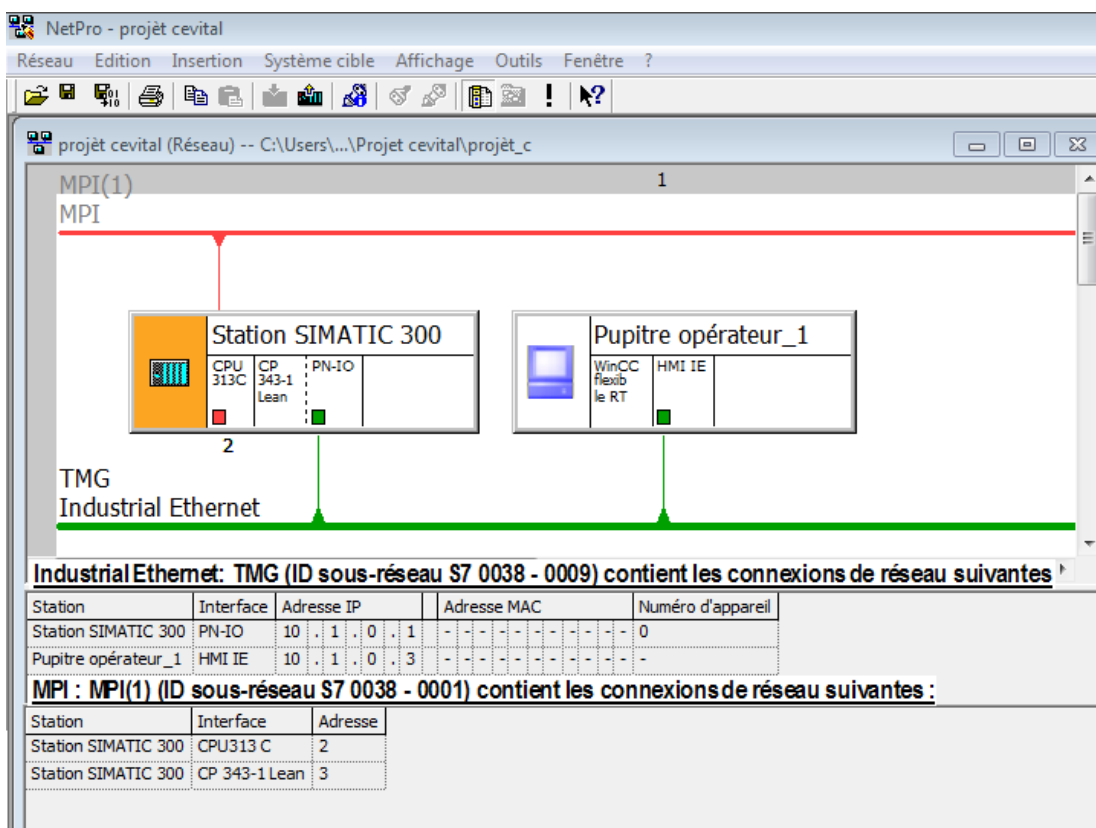 NetPro - projèt cevital
Réseau Edition Insertion Système cible Affichage Outils Fenêtre ?
projèt cevital (Réseau) -- C:\Users\...\Projet cevital\projèt_c
MPI(1) 1
MPI
Station SIMATIC 300
CPU 313C
CP 343-1 Lean
PN-IO
2
Pupitre opérateur_1
WinCC flexib le RT
HMI IE
TMG
Industrial Ethernet
Industrial Ethernet: TMG (ID sous-réseau S7 0038 - 0009) contient les connexions de réseau suivantes
Station Interface Adresse IP Adresse MAC Numéro d'appareil
Station SIMATIC 300 PN-IO 10 . 1 . 0 . 1 - - - - - - - - - - - 0
Pupitre opérateur_1 HMI IE 10 . 1 . 0 . 3 - - - - - - - - - - - -
MPI : MPI(1) (ID sous-réseau S7 0038 - 0001) contient les connexions de réseau suivantes :
Station Interface Adresse
Station SIMATIC 300 CPU313 C 2
Station SIMATIC 300 CP 343-1 Lean 3